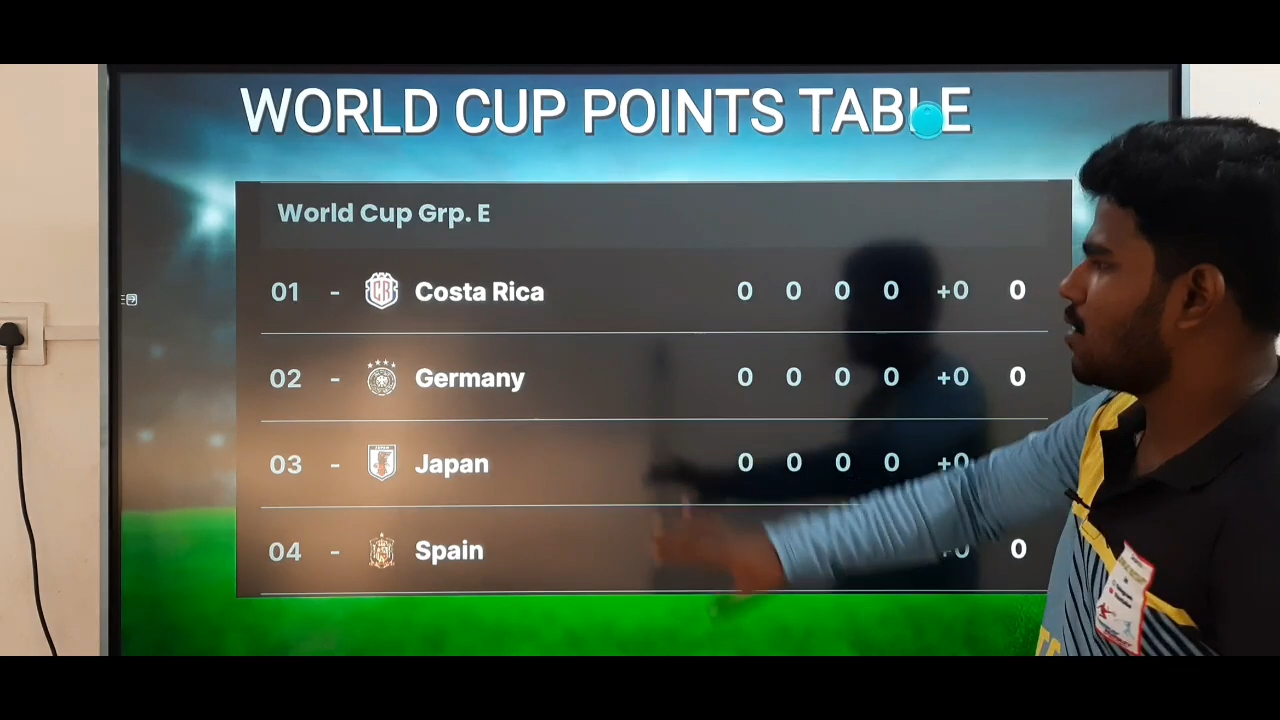 WORLD CUP POINTS TABLE
World Cup Grp. E
01 - Costa Rica 0 0 0 0 +0 0
02 - Germany 0 0 0 0 +0 0
03 - Japan 0 0 0 0 +0
04 - Spain +0 0